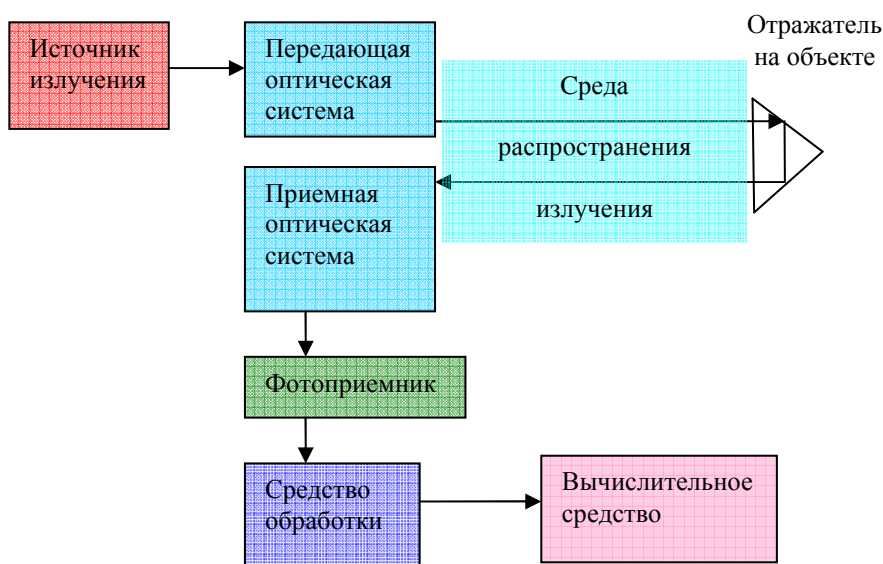 Источник
излучения
Передающая
оптическая
система
Отражатель
на объекте
Среда
распространения
излучения
Приемная
оптическая
система
Фотоприемник
Средство
обработки
Вычислительное
средство